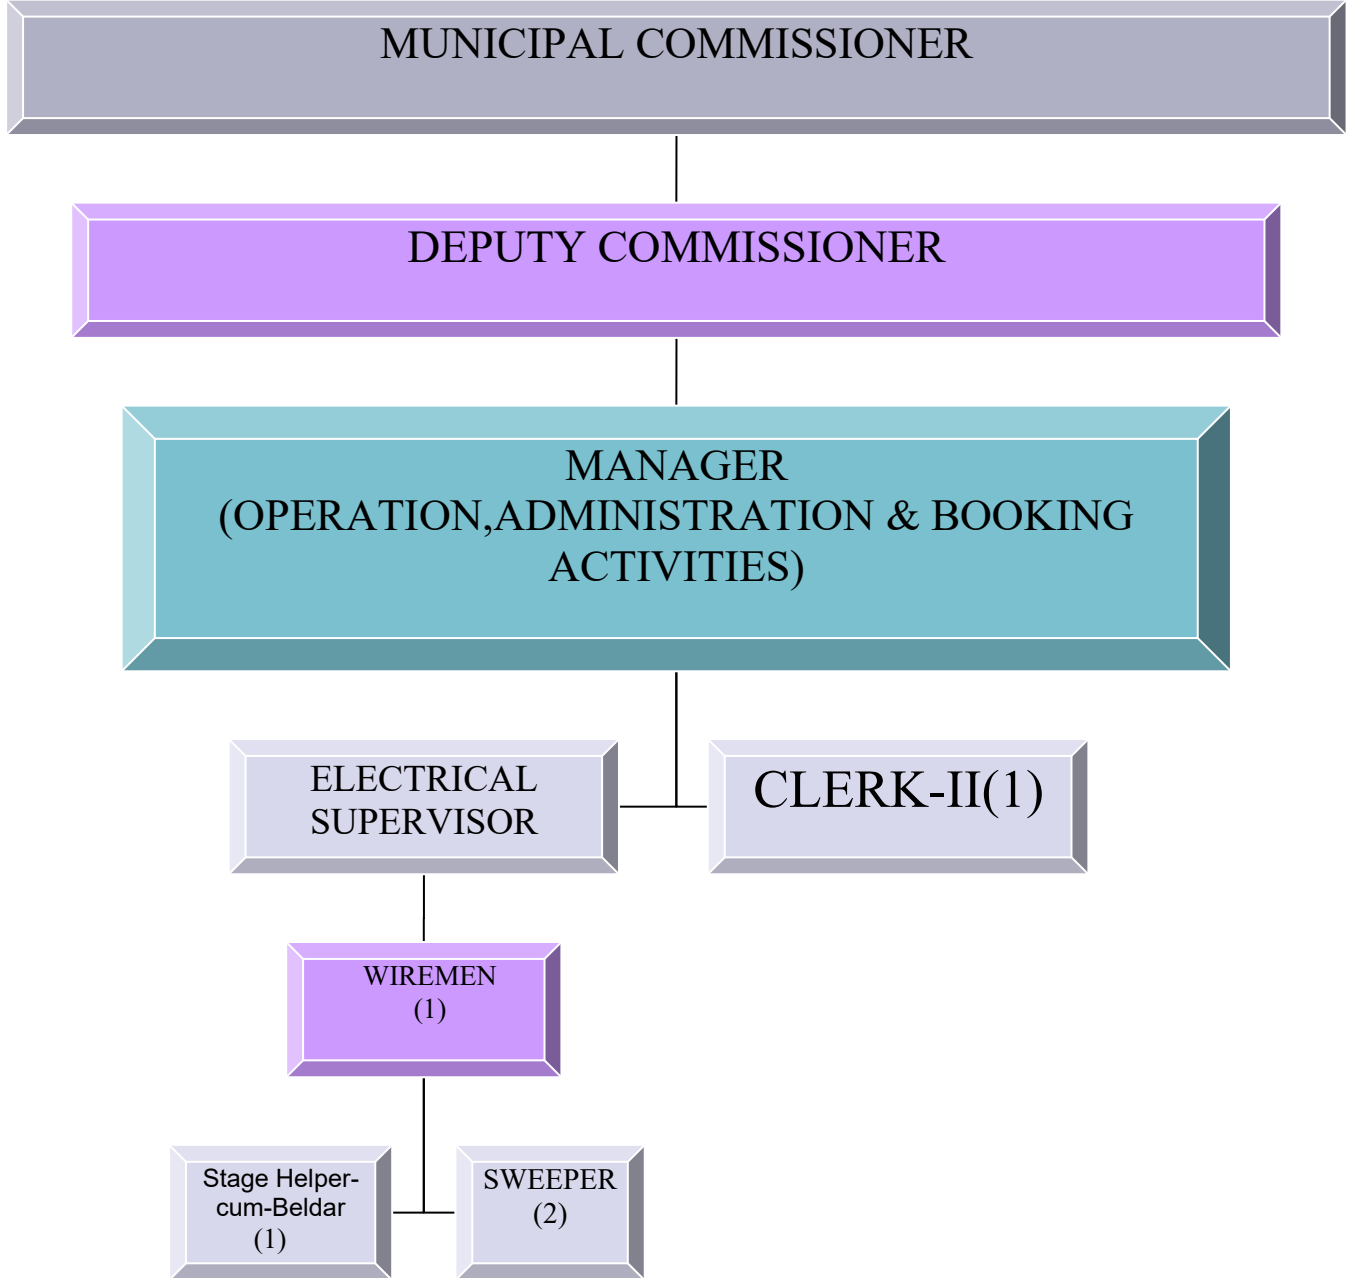 MUNICIPAL COMMISSIONER
DEPUTY COMMISSIONER
MANAGER
(OPERATION,ADMINISTRATION & BOOKING
ACTIVITIES)
ELECTRICAL
SUPERVISOR
CLERK-II(1)
WIREMEN
(1)
Stage Helper-
cum-Beldar
(1)
SWEEPER
(2)